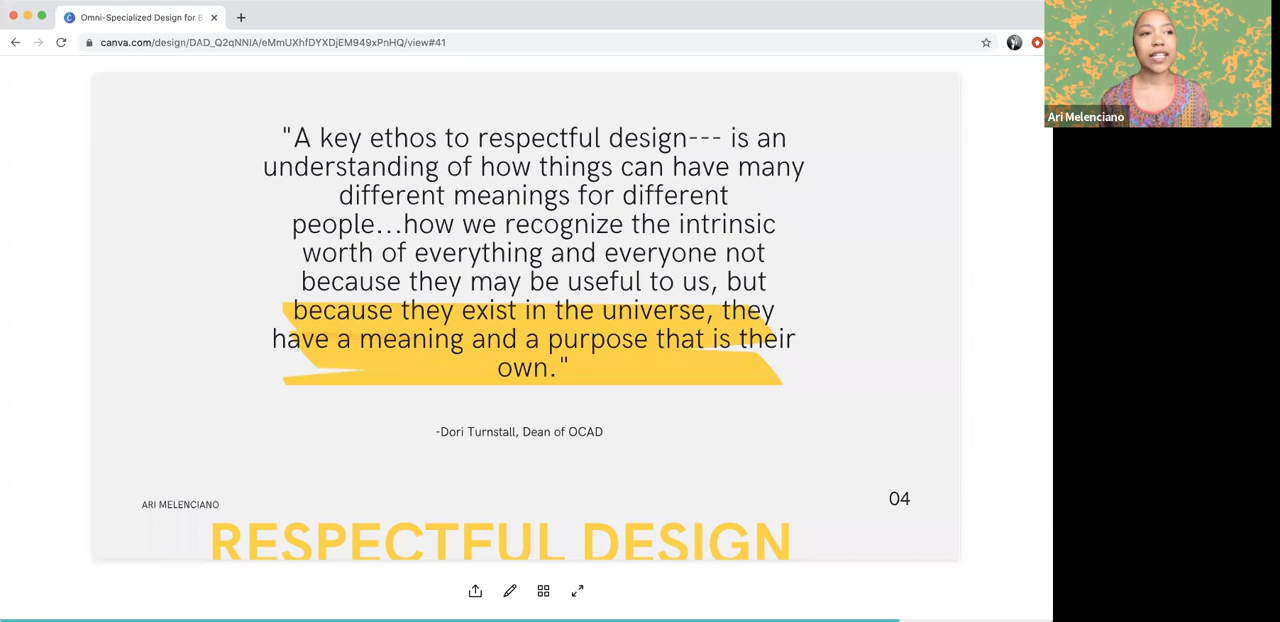 Omni-Specialized Design for B
canva.com/design/DAD_Q2qNNIA/eMmUXhfDYXDjEM949xPnHQ/view#41
Ari Melenciano
"A key ethos to respectful design--- is an
understanding of how things can have many
different meanings for different
people...how we recognize the intrinsic
worth of everything and everyone not
because they may be useful to us, but
because they exist in the universe, they
have a meaning and a purpose that is their
own."
-Dori Turnstall, Dean of OCAD
ARI MELENCIANO
04
RESPECTFUL DESIGN